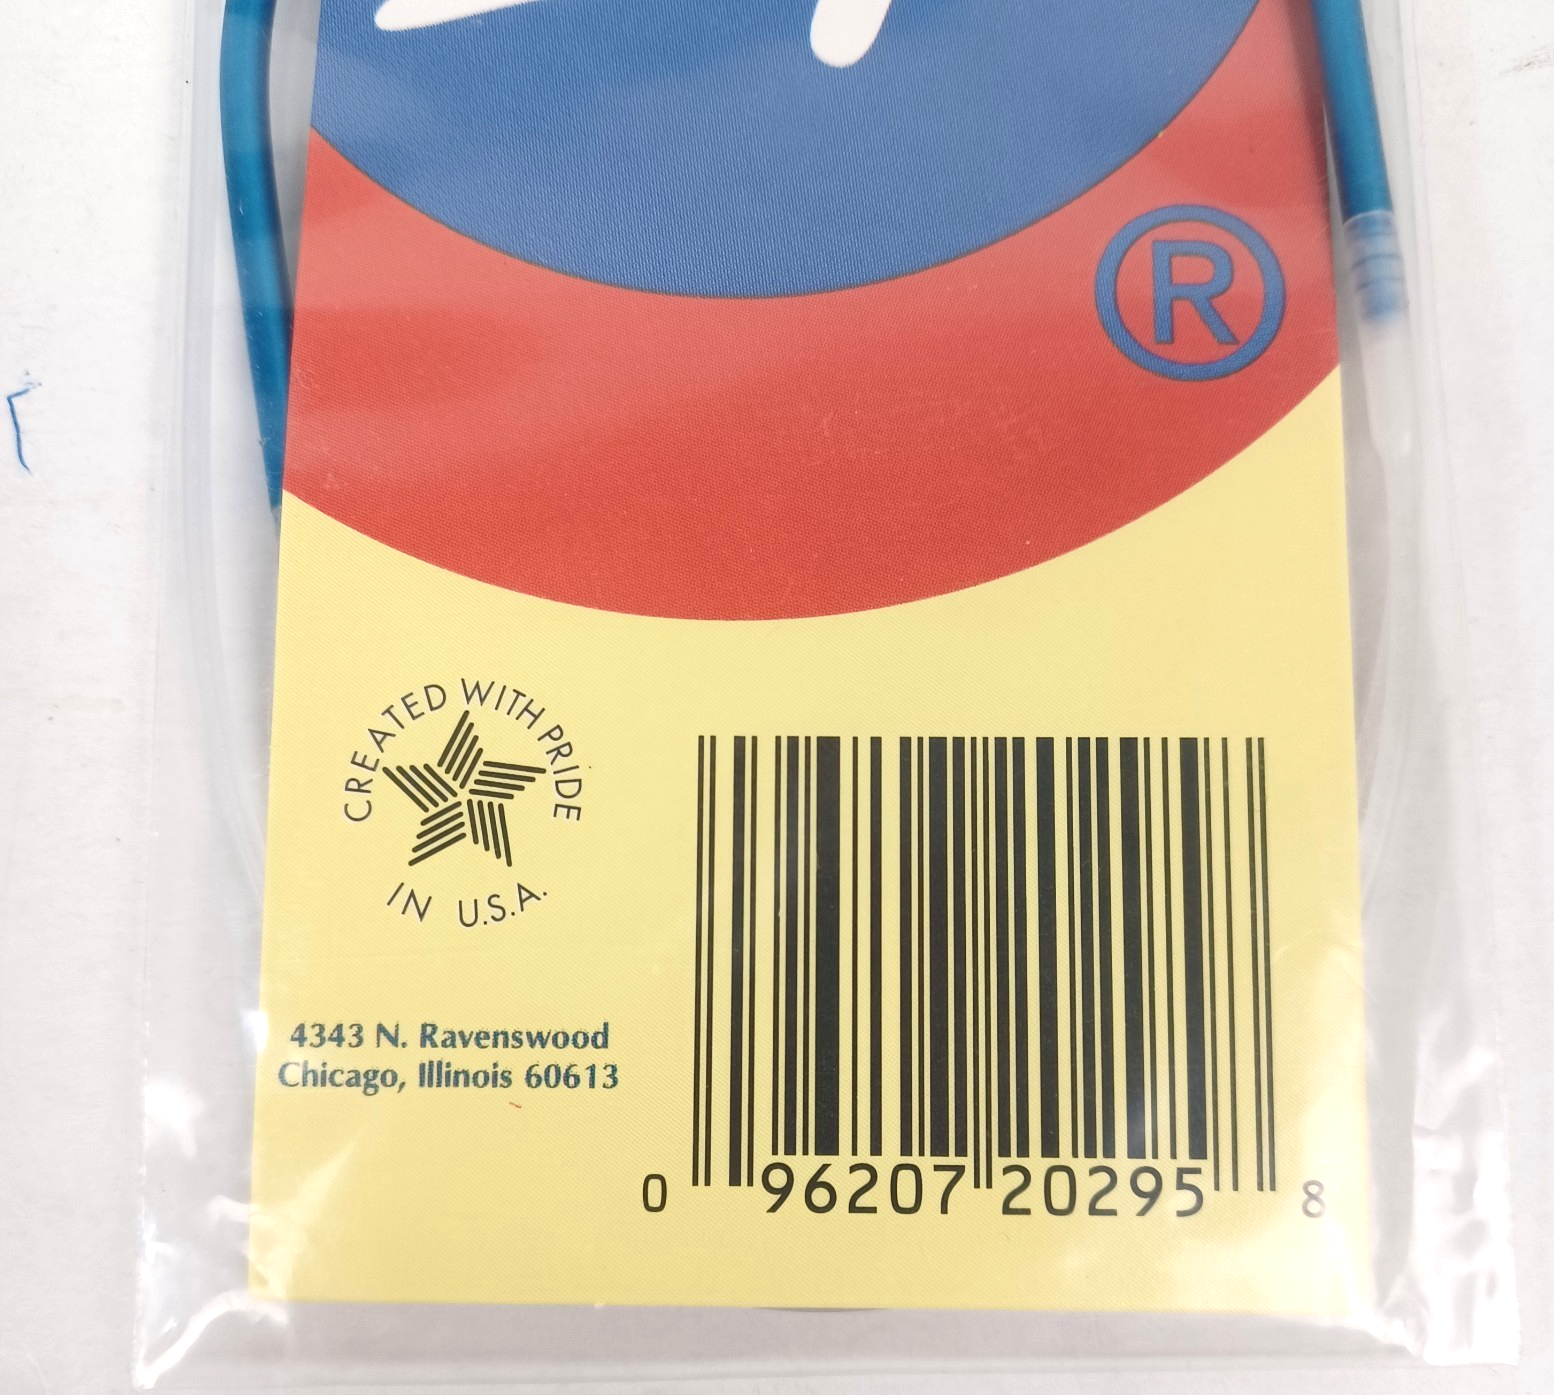 ®
CREATED WITH PRIDE
IN U.S.A.
4343 N. Ravenswood
Chicago, Illinois 60613
0 96207 20295 8